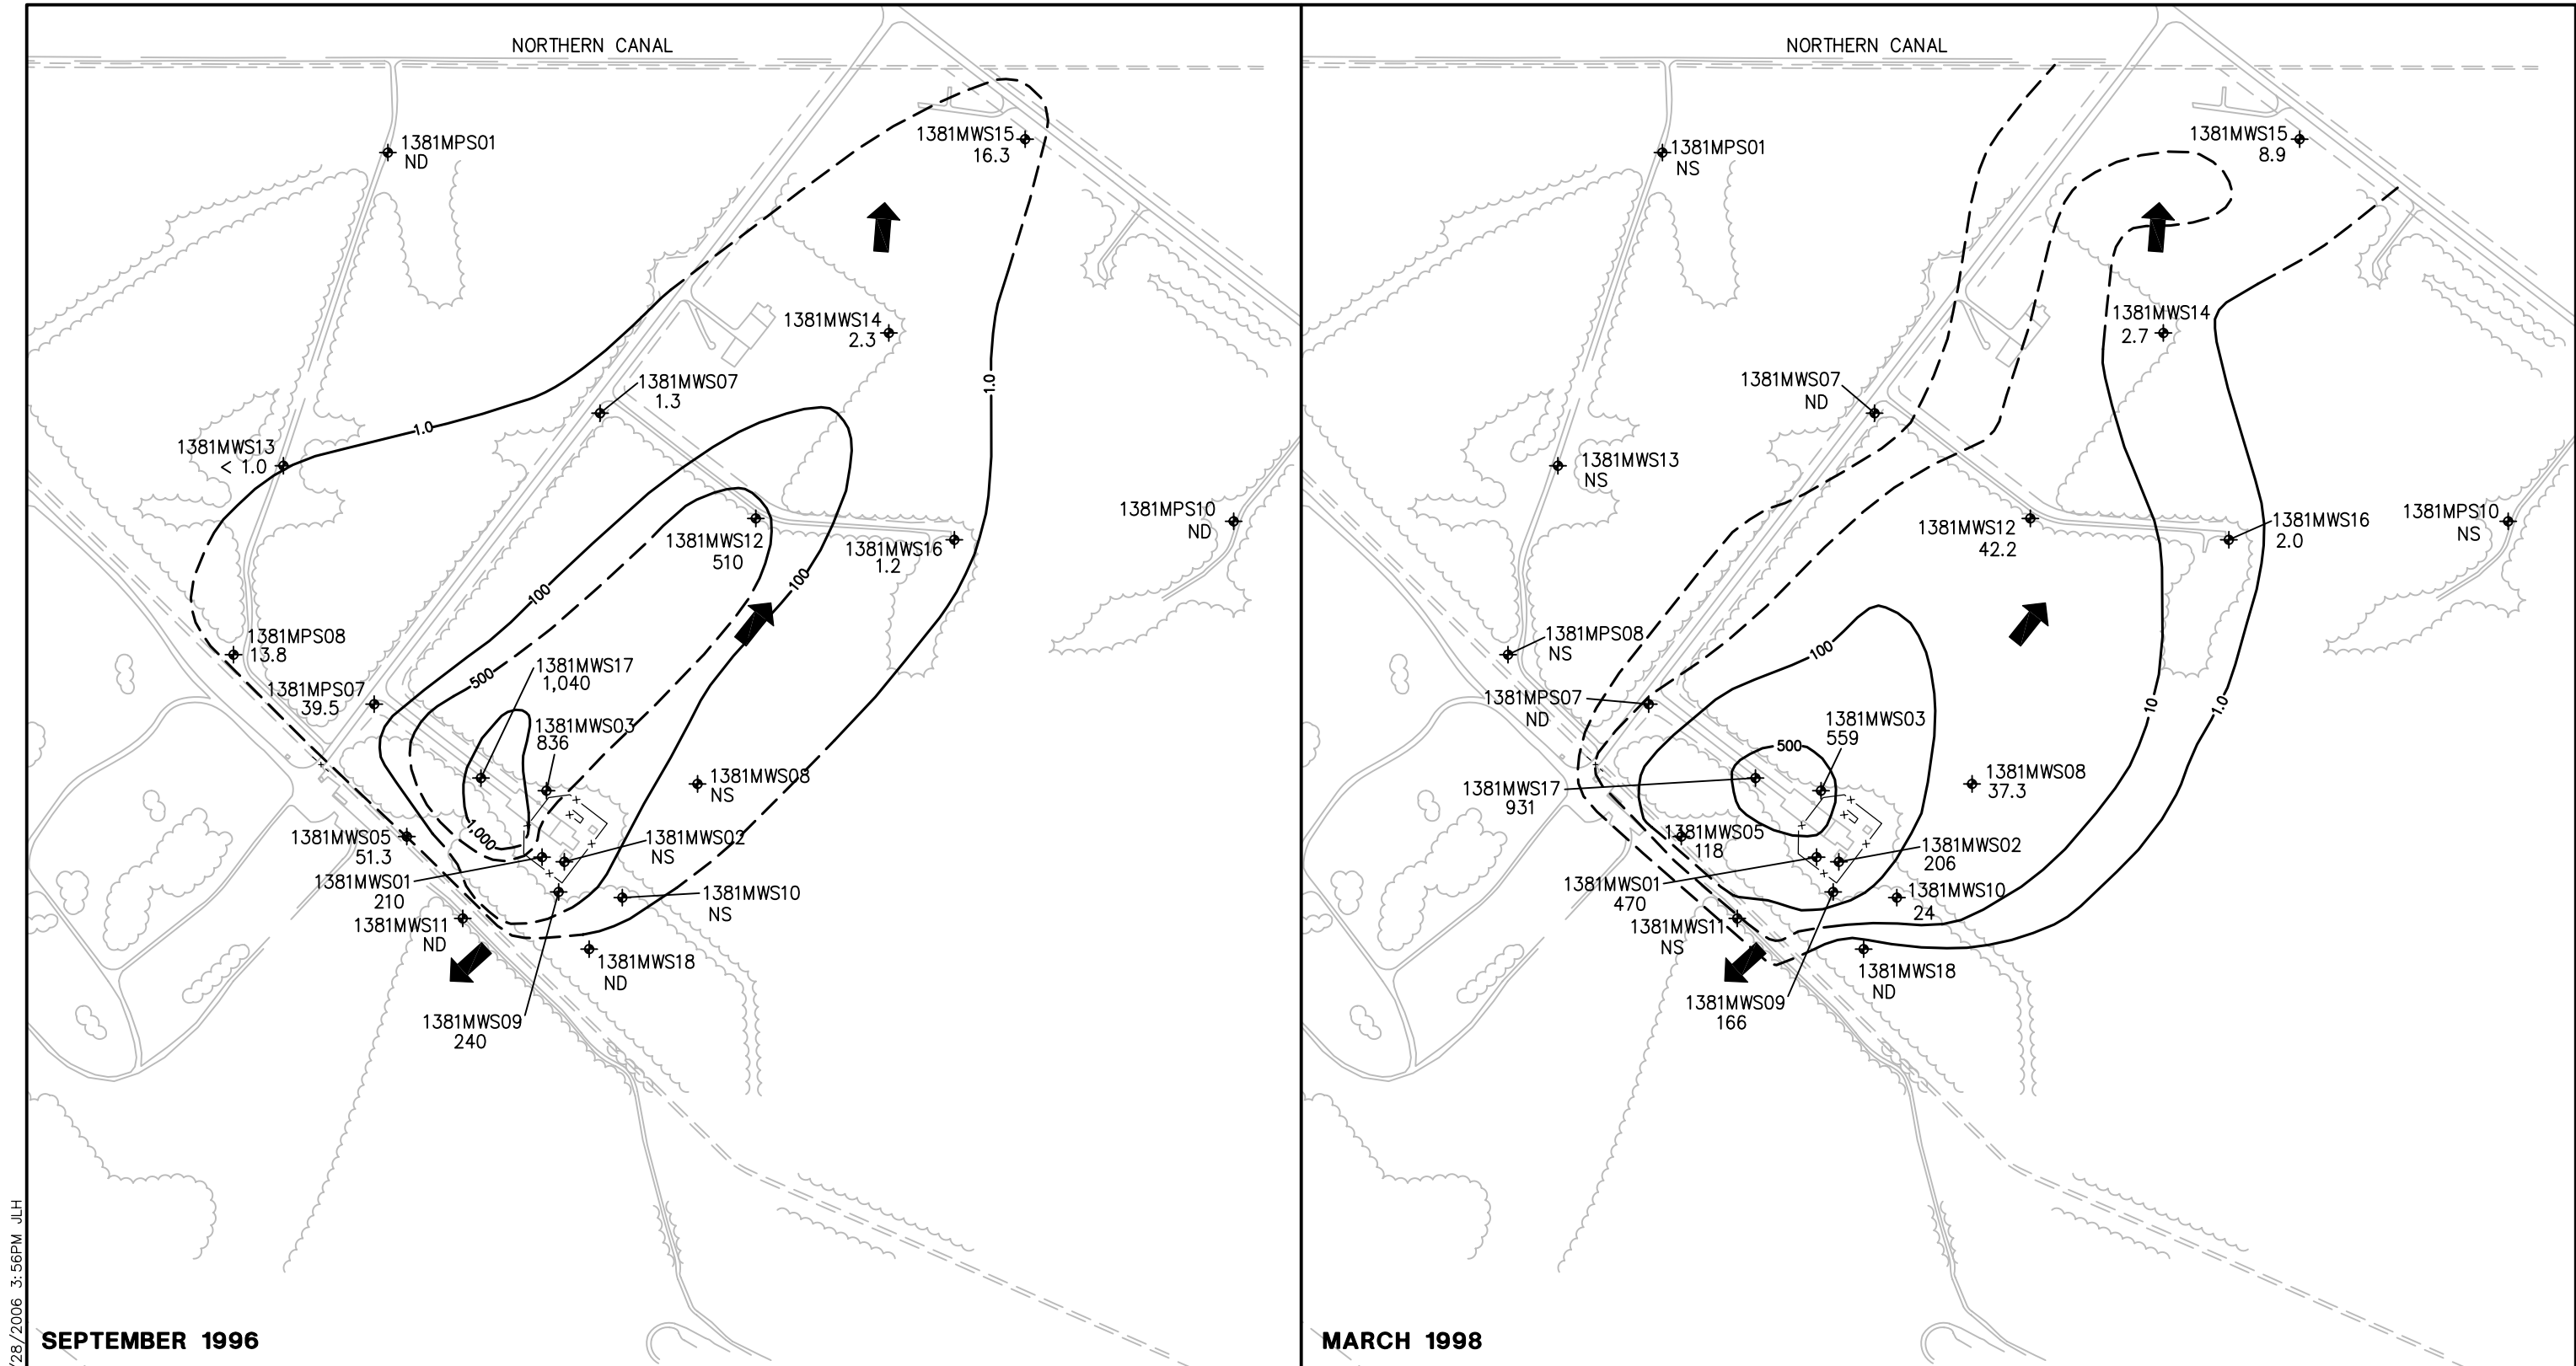 NORTHERN CANAL
1381MPS01
ND
1381MWS15
16.3
1381MWS14
2.3
1381MWS07
1.3
1.0
1.0
1381MWS13
< 1.0
1381MPS10
ND
1381MWS12
510
1381MWS16
1.2
100
100
1381MPS08
13.8
500
1381MWS17
1,040
1381MPS07
39.5
1381MWS03
836
1381MWS08
NS
1,000
1381MWS05
51.3
1381MWS02
NS
1381MWS01
210
1381MWS10
NS
1381MWS11
ND
1381MWS18
ND
1381MWS09
240
SEPTEMBER 1996
/28/2006 3:56PM JLH
NORTHERN CANAL
1381MPS01
NS
1381MWS15
8.9
1381MWS14
2.7
1381MWS07
ND
1381MWS13
NS
1381MPS10
NS
1381MWS12
42.2
1381MWS16
2.0
1381MPS08
NS
100
1381MPS07
ND
10
1.0
1381MWS03
559
500
1381MWS08
37.3
1381MWS17
931
1381MWS05
118
1381MWS02
206
1381MWS01
470
1381MWS10
24
1381MWS11
NS
1381MWS18
ND
1381MWS09
166
MARCH 1998